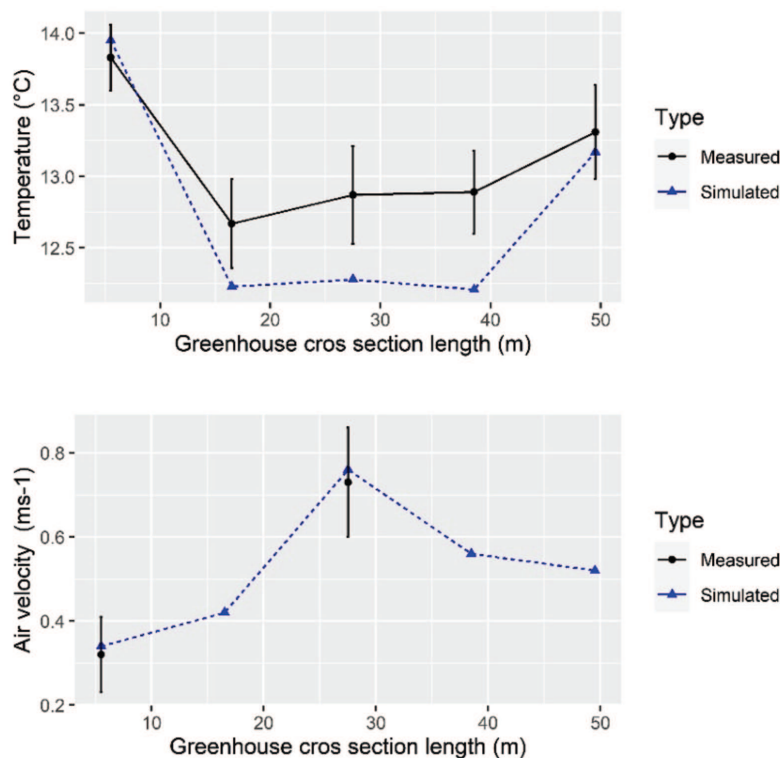 14.0
13.5
13.0
12.5
Temperature (°C)
10 20 30 40 50
Greenhouse cros section length (m)
Type
Measured
Simulated
0.8
0.6
0.4
0.2
Air velocity (ms-1)
10 20 30 40 50
Greenhouse cros section length (m)
Type
Measured
Simulated